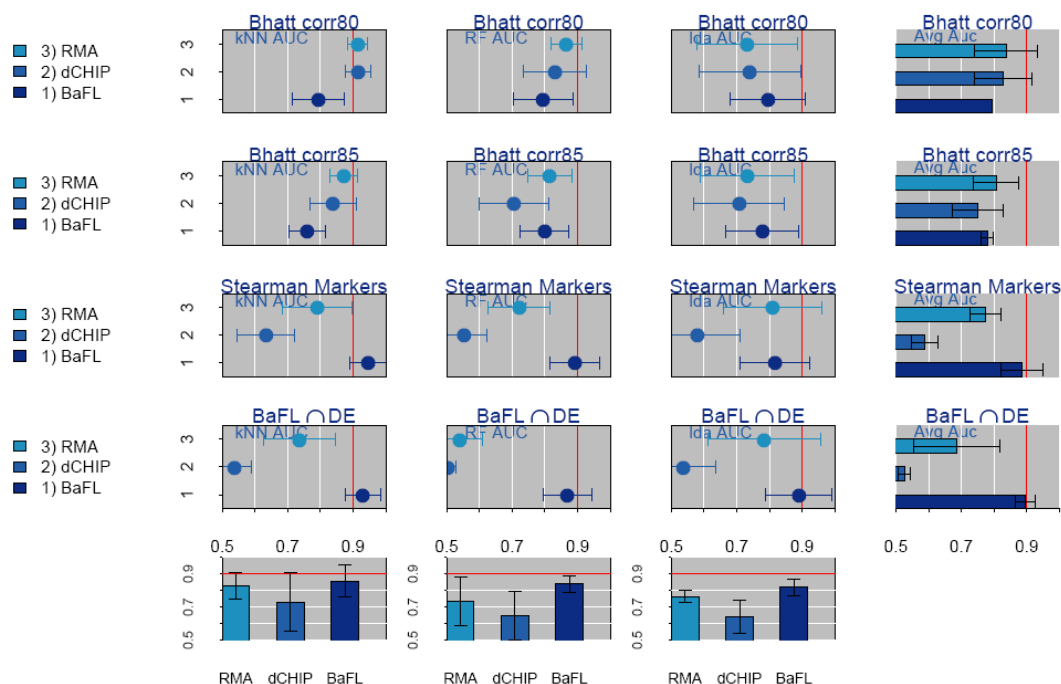 Bhatt corr80 Bhatt corr80 Bhatt corr80 Bhatt corr80
kNN AUC RF AUC lda AUC Avg Auc
3) RMA
2) dCHIP
1) BaFL
3
2
1
Bhatt corr85 Bhatt corr85 Bhatt corr85 Bhatt corr85
kNN AUC RF AUC lda AUC Avg Auc
3) RMA
2) dCHIP
1) BaFL
3
2
1
Stearman Markers Stearman Markers Stearman Markers Stearman Markers
kNN AUC RF AUC lda AUC Avg Auc
3) RMA
2) dCHIP
1) BaFL
3
2
1
BaFL ∩ DE BaFL ∩ DE BaFL ∩ DE BaFL ∩ DE
kNN AUC RF AUC lda AUC Avg Auc
3) RMA
2) dCHIP
1) BaFL
3
2
1
0.5 0.7 0.9 0.5 0.7 0.9 0.5 0.7 0.9 0.5 0.7 0.9
0.5 0.7 0.9 0.5 0.7 0.9 0.5 0.7 0.9
RMA dCHIP BaFL RMA dCHIP BaFL RMA dCHIP BaFL